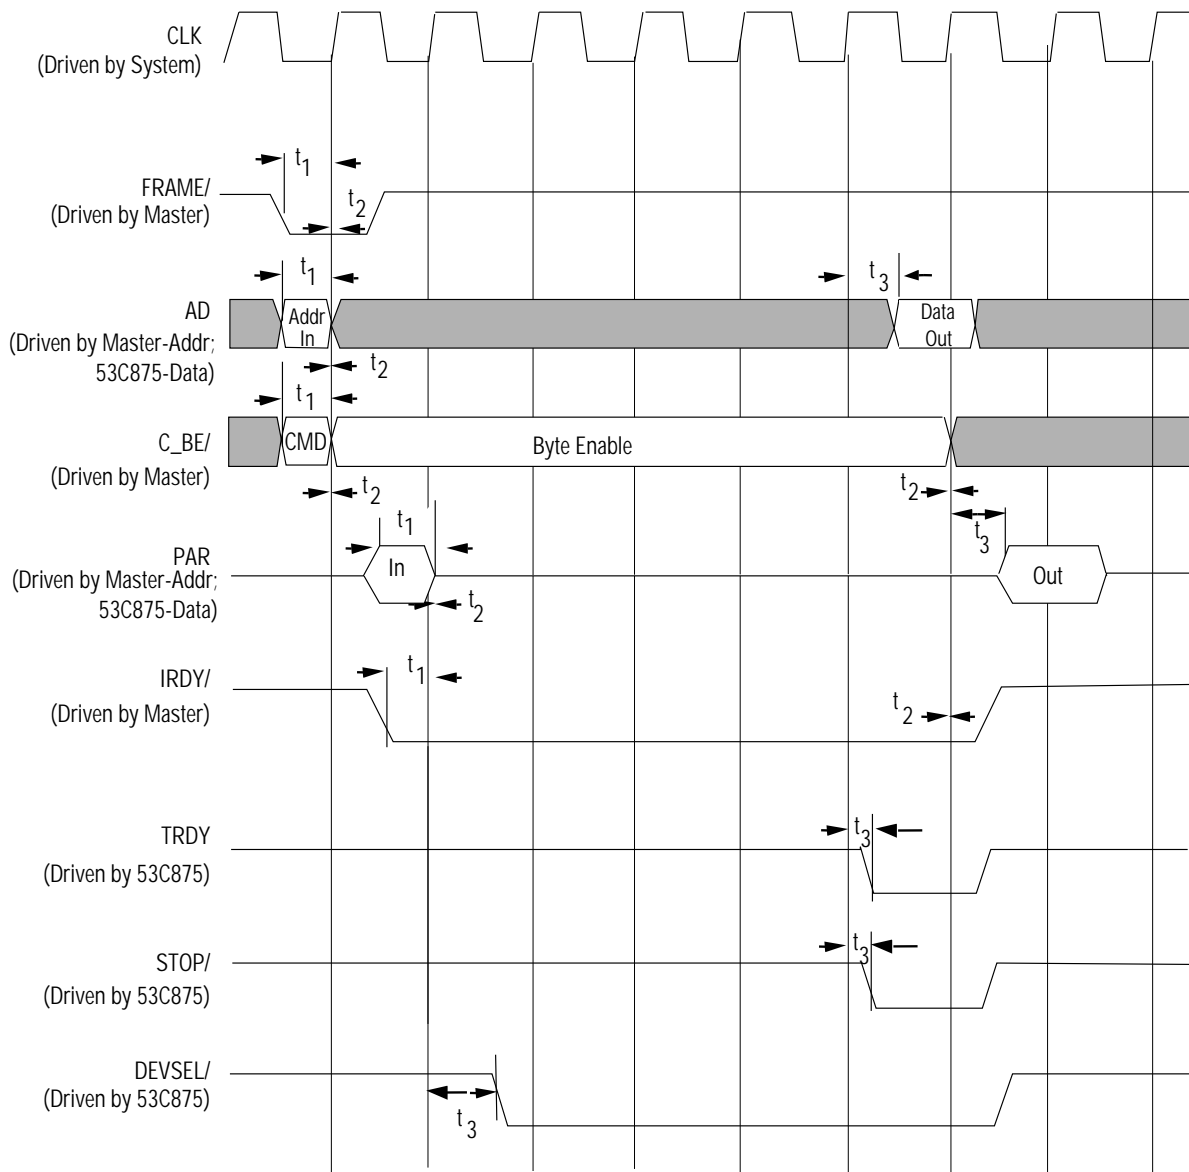 CLK
(Driven by System)
t1
FRAME/
(Driven by Master)
t2
t1
t3
AD
(Driven by Master-Addr;
53C875-Data)
Addr
In
Data
Out
t2
t1
C_BE/
(Driven by Master)
CMD
Byte Enable
t2
t2
t1
t3
PAR
(Driven by Master-Addr;
53C875-Data)
In
Out
t2
IRDY/
(Driven by Master)
t1
t2
TRDY
(Driven by 53C875)
t3
STOP/
(Driven by 53C875)
t3
DEVSEL/
(Driven by 53C875)
t3